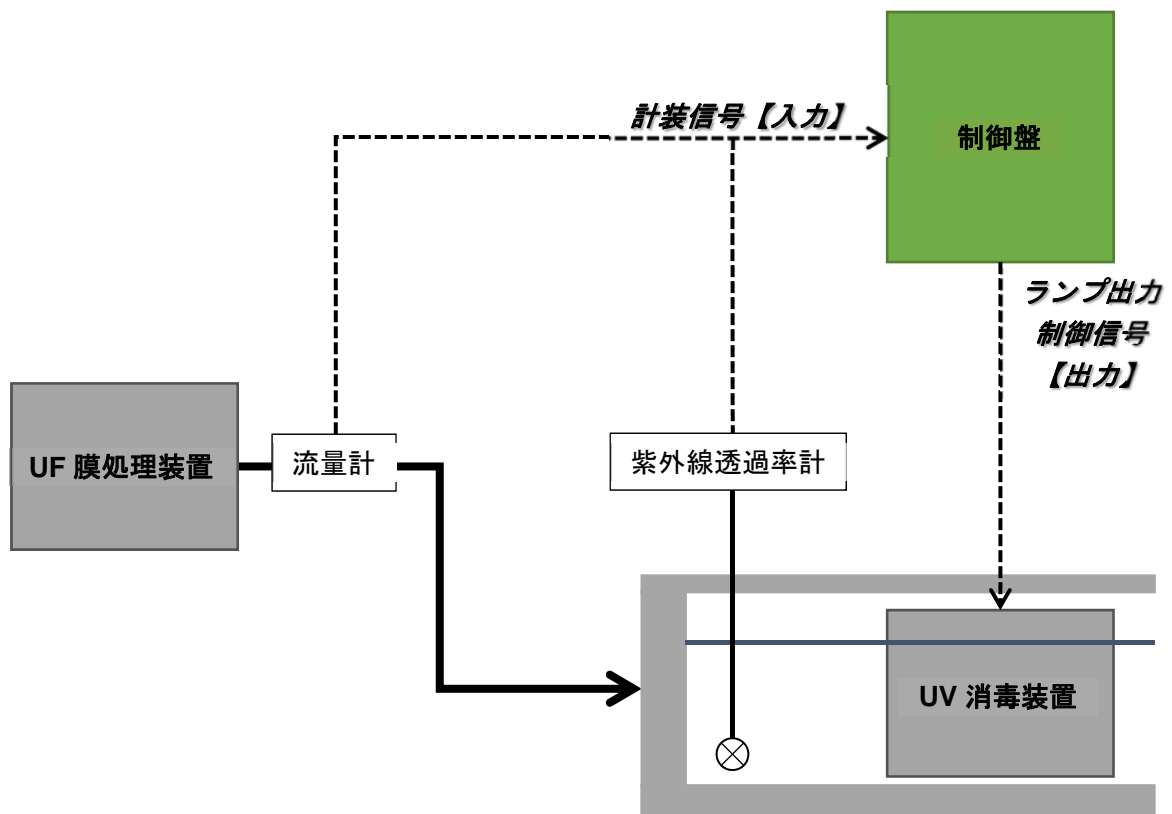 計装信号【入力】
制御盤
ランプ出力
制御信号
【出力】
UF 膜処理装置
流量計
紫外線透過率計
UV 消毒装置